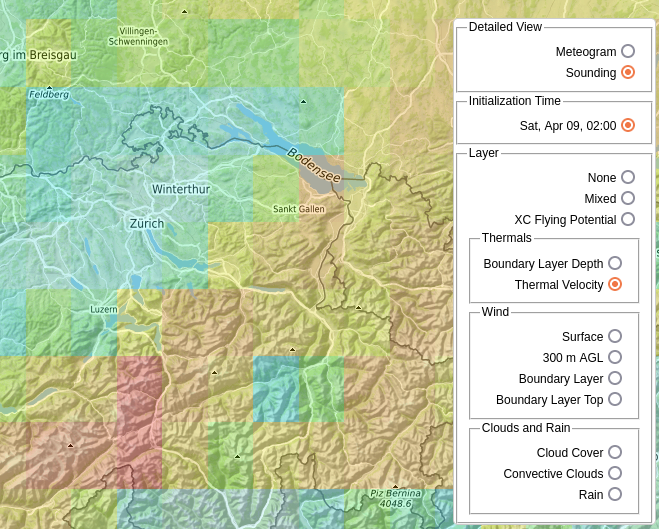 Villingen-
Schwenningen
rg im Breisgau
Feldberg
Bodensee
Winterthur
Sankt Gallen
Zürich
Luzern
Piz Bernina
4048.6
Detailed View
Meteogram
Sounding
Initialization Time
Sat, Apr 09, 02:00
Layer
None
Mixed
XC Flying Potential
Thermals
Boundary Layer Depth
Thermal Velocity
Wind
Surface
300 m AGL
Boundary Layer
Boundary Layer Top
Clouds and Rain
Cloud Cover
Convective Clouds
Rain